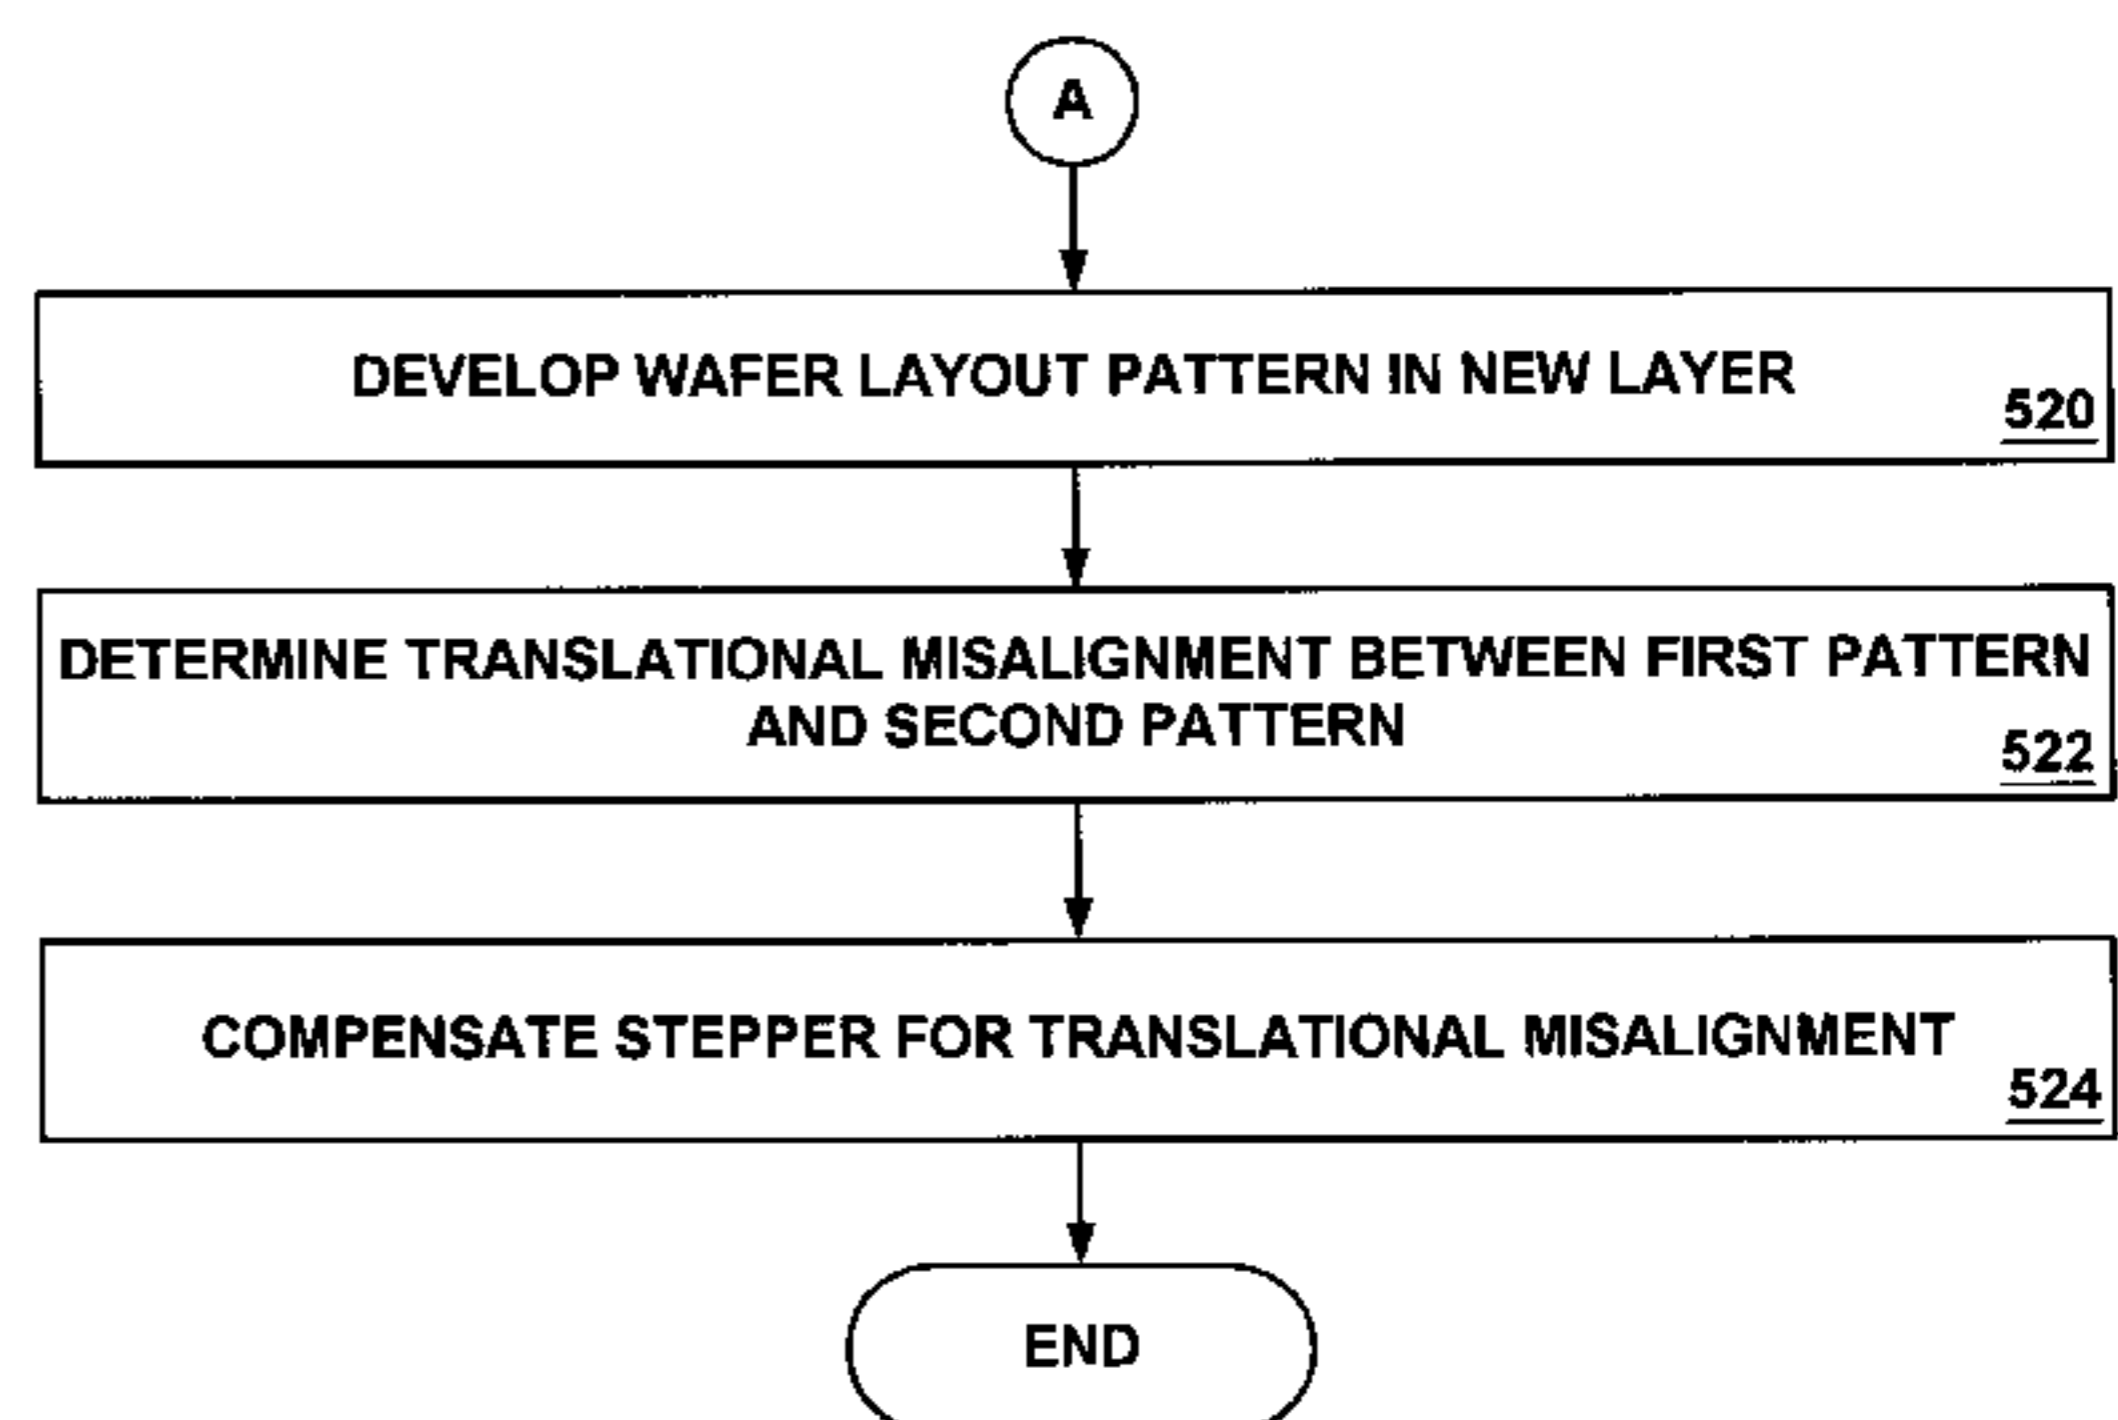 A
DEVELOP WAFER LAYOUT PATTERN IN NEW LAYER
520
DETERMINE TRANSLATIONAL MISALIGNMENT BETWEEN FIRST PATTERN
AND SECOND PATTERN
522
COMPENSATE STEPPER FOR TRANSLATIONAL MISALIGNMENT
524
END